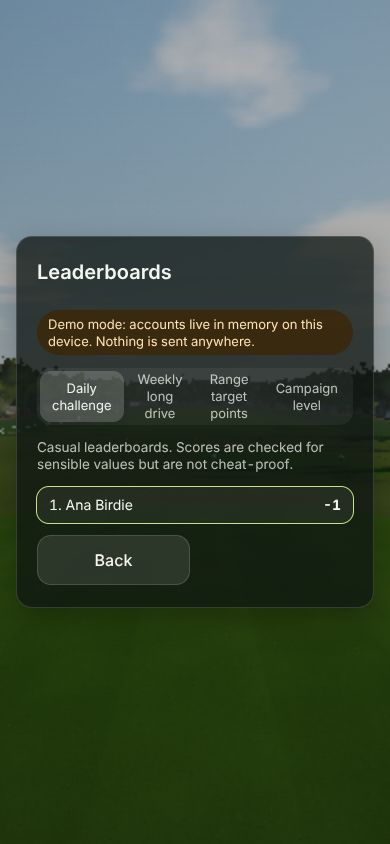 Leaderboards
Demo mode: accounts live in memory on this
device. Nothing is sent anywhere.
Daily
challenge
Weekly
long
drive
Range
target
points
Campaign
level
Casual leaderboards. Scores are checked for
sensible values but are not cheat-proof.
1. Ana Birdie -1
Back